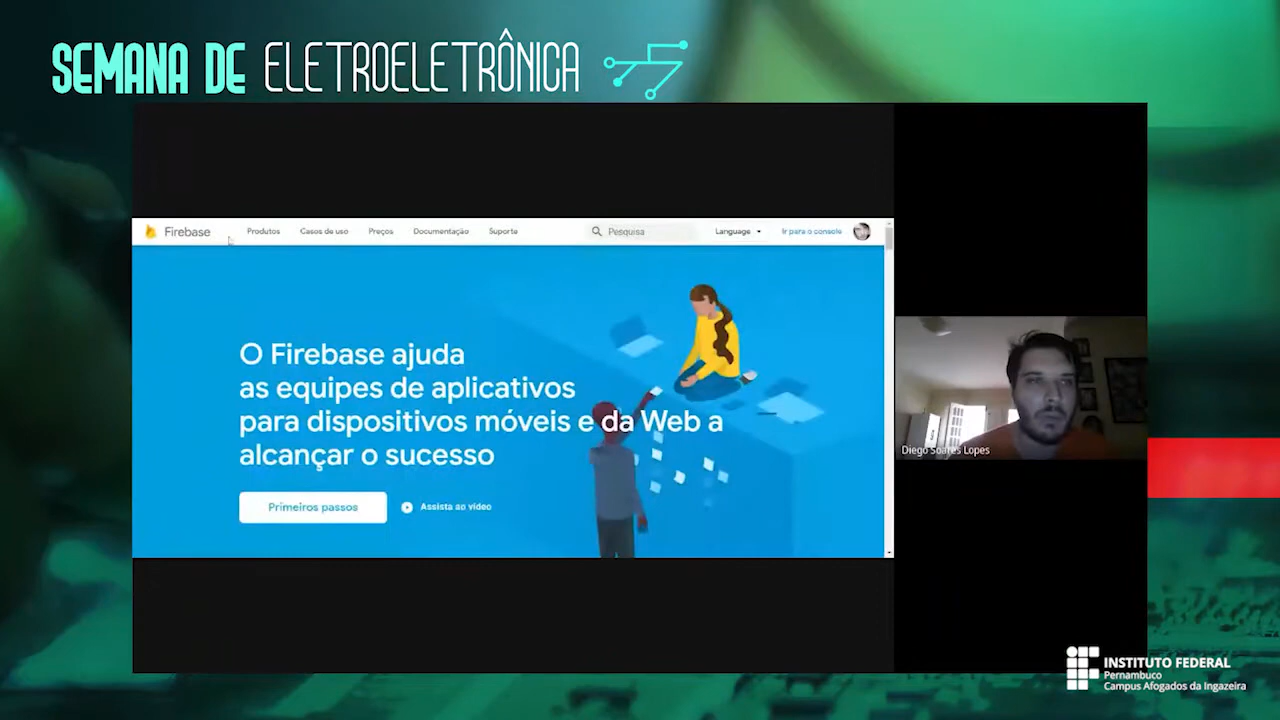 SEMANA DE ELETROELETRÔNICA
Firebase
Produtos
Casos de uso
Preços
Documentação
Suporte
Pesquisa
Language
Ir para o console
O Firebase ajuda
as equipes de aplicativos
para dispositivos móveis e da Web a
alcançar o sucesso
Primeiros passos
Assista ao vídeo
Diego Soares Lopes
INSTITUTO FEDERAL
Pernambuco
Campus Afogados da Ingazeira